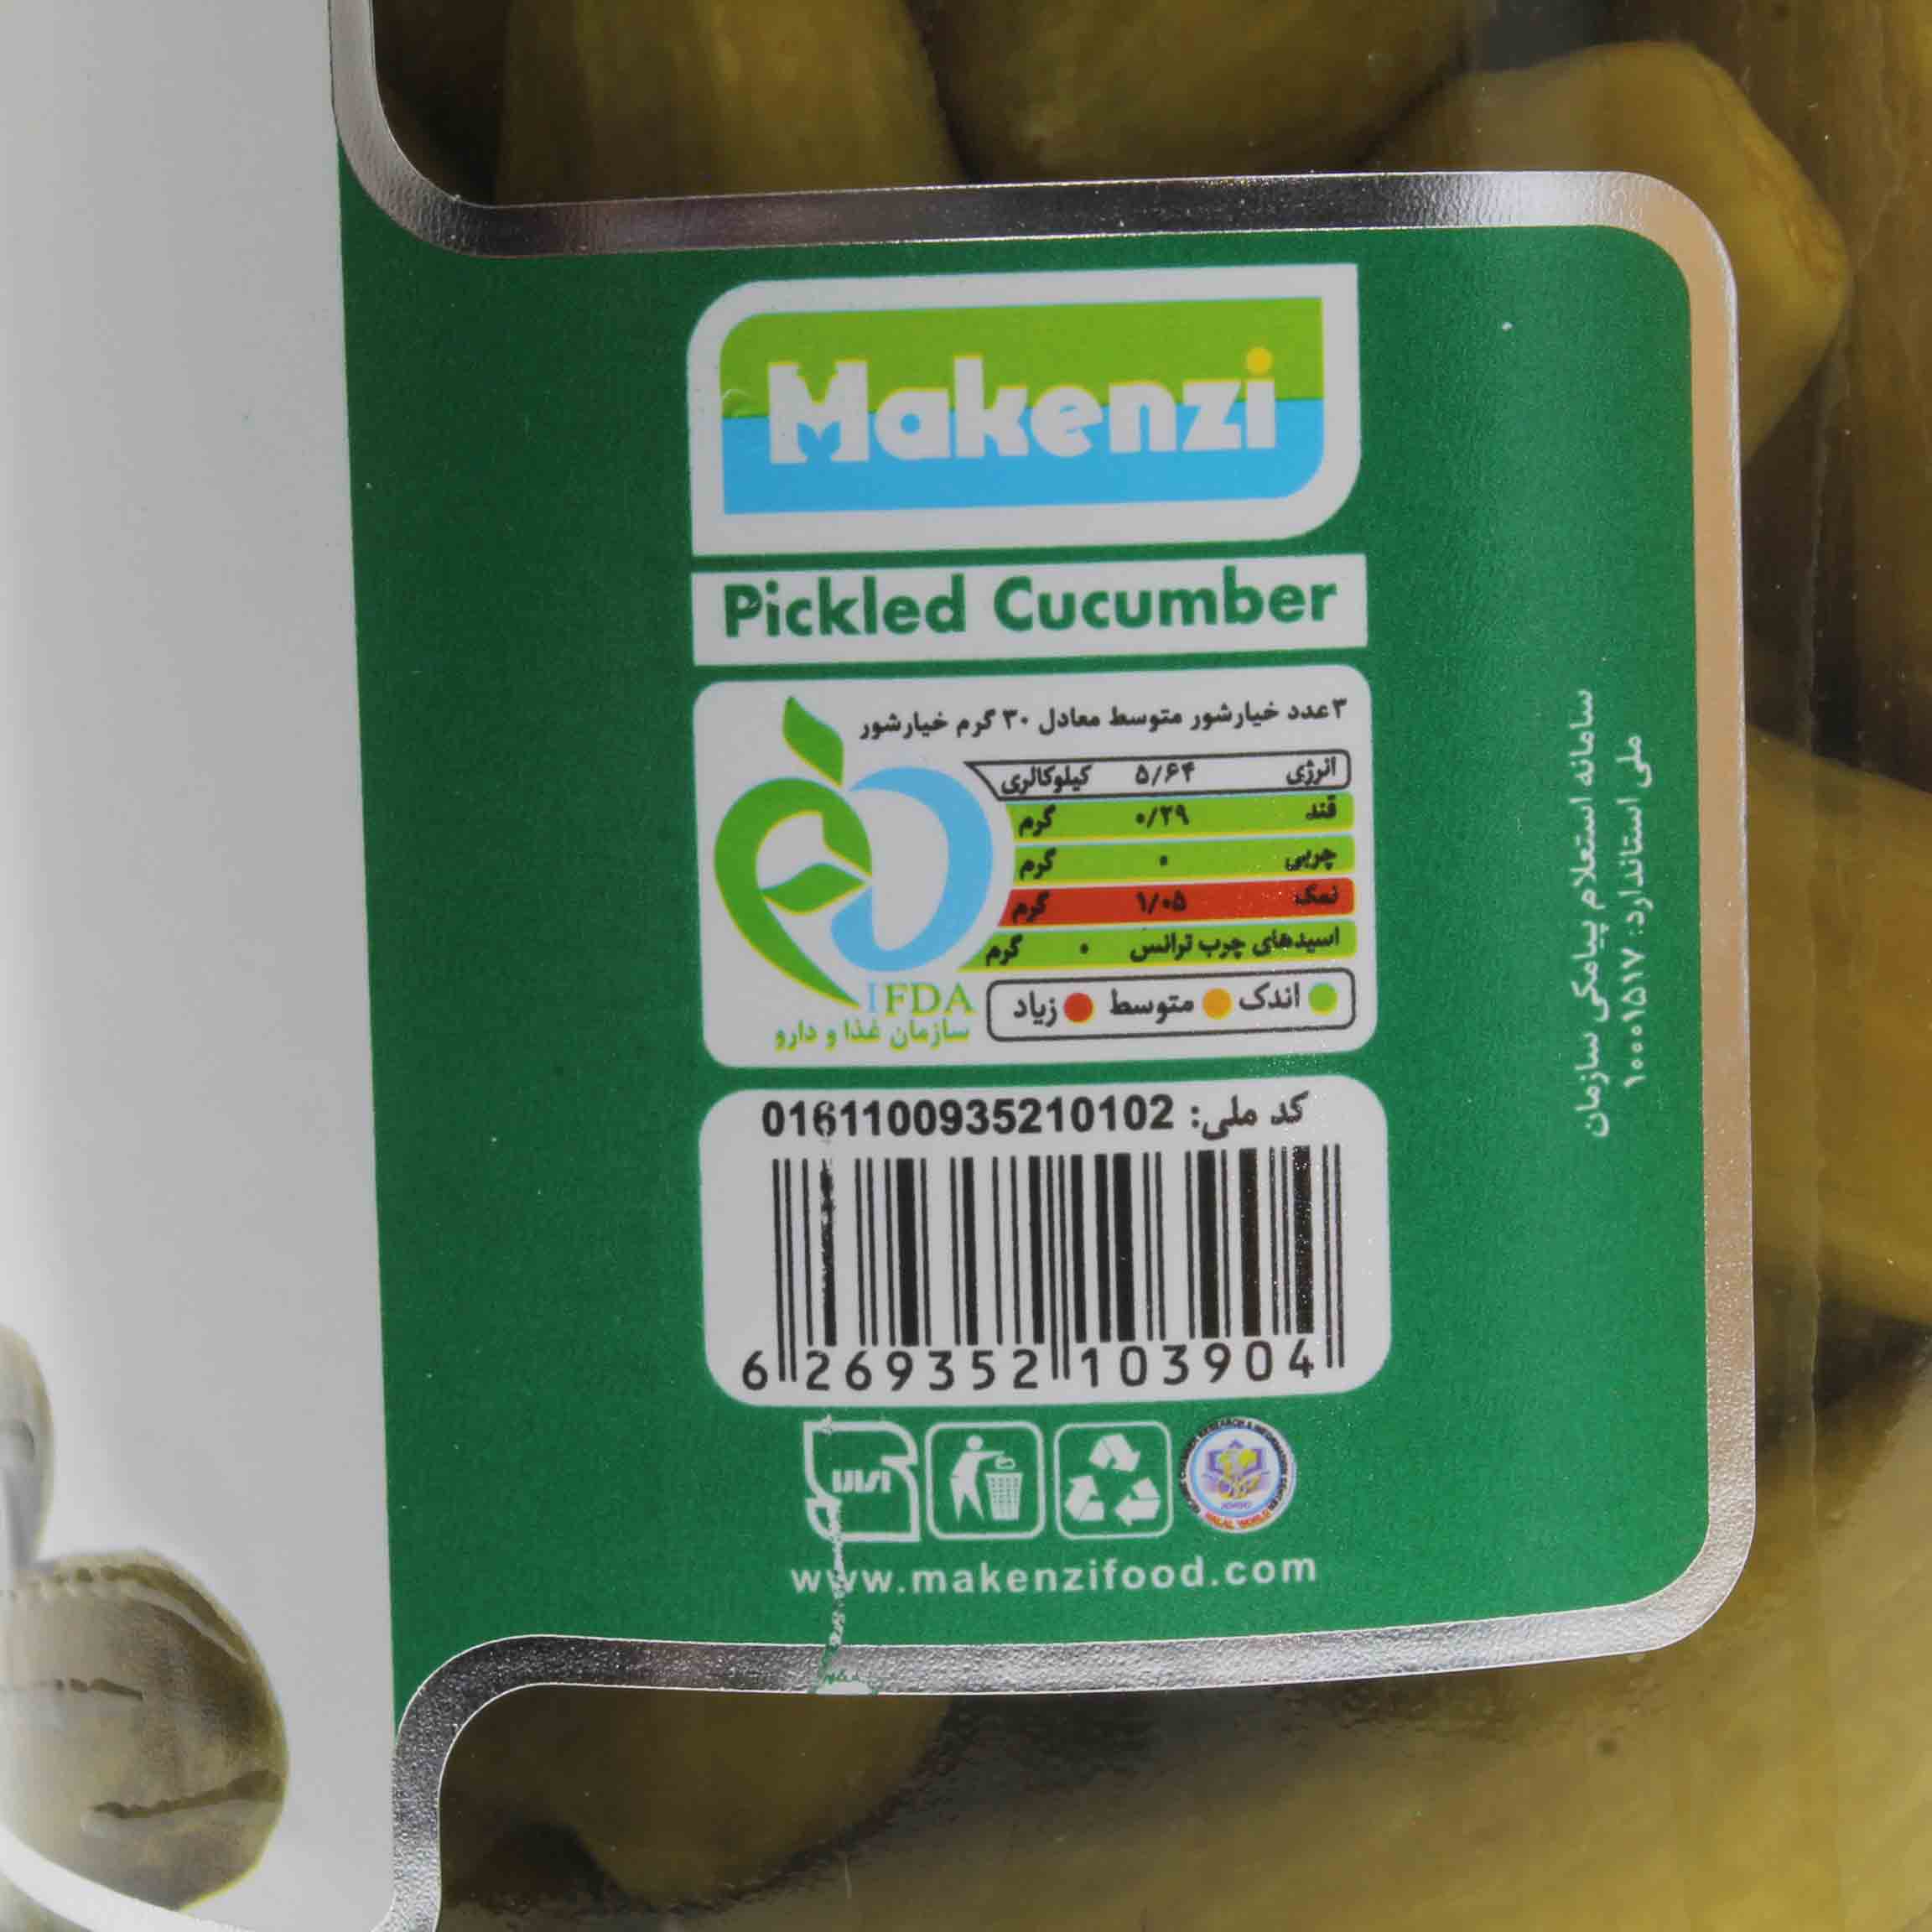 Makenzi
Pickled Cucumber
۳ عدد خیارشور متوسط معادل ۳۰ گرم خیارشور
انرژی ۵/۶۴ کیلوکالری
قند ۰/۲۹ گرم
چربی ۰ گرم
نمک ۱/۰۵ گرم
اسیدهای چرب ترانس ۰ گرم
اندک متوسط زیاد
IFDA
سازمان غذا و دارو
کد ملی: 0161100935210102
6 269352 103904
www.makenzifood.com
سامانه استعلام پیامکی سازمان
ملی استاندارد: ۱۰۰۰۱۵۱۷